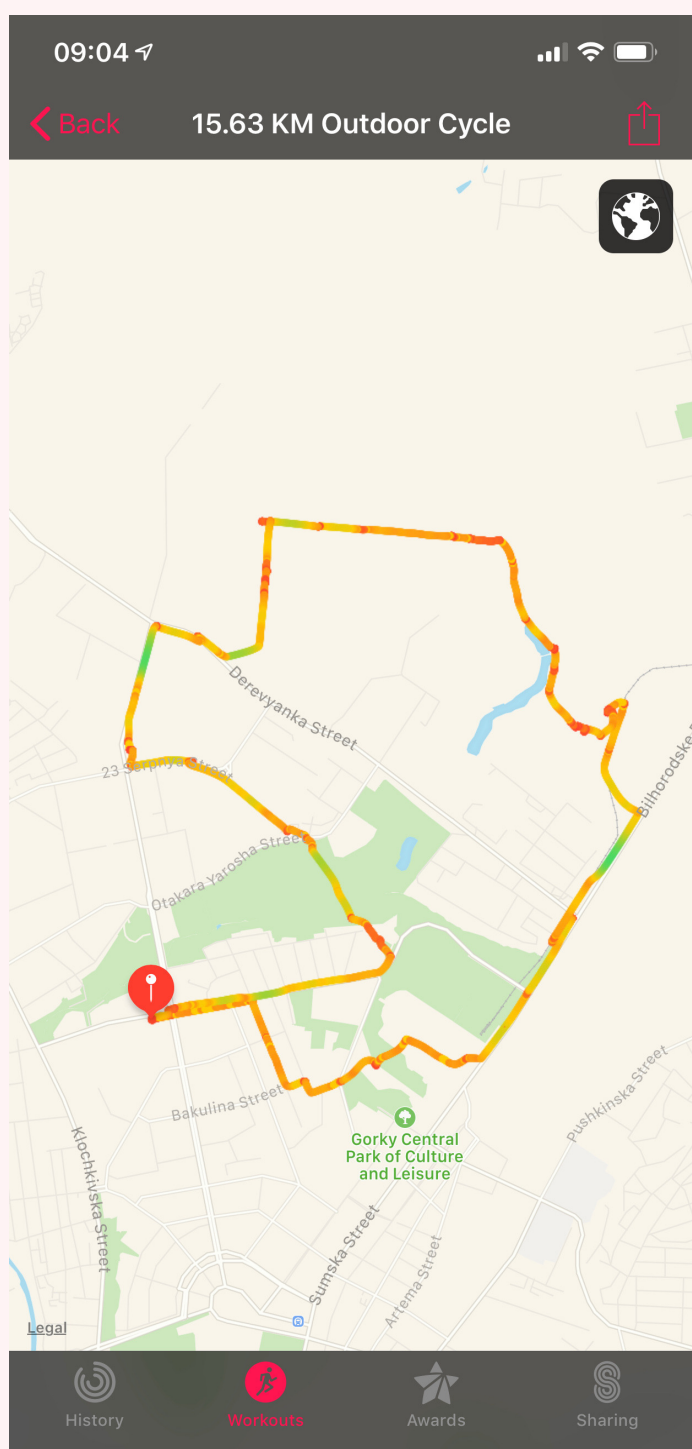 09:04
Back
15.63 KM Outdoor Cycle
Derevyanka Street
23 Serpnya Street
Bilhorodske
Otakara Yarosha Street
Bakulina Street
Pushkinska Street
Gorky Central
Park of Culture
and Leisure
Klochkivska Street
Sumska Street
Artema Street
Legal
History
Workouts
Awards
Sharing